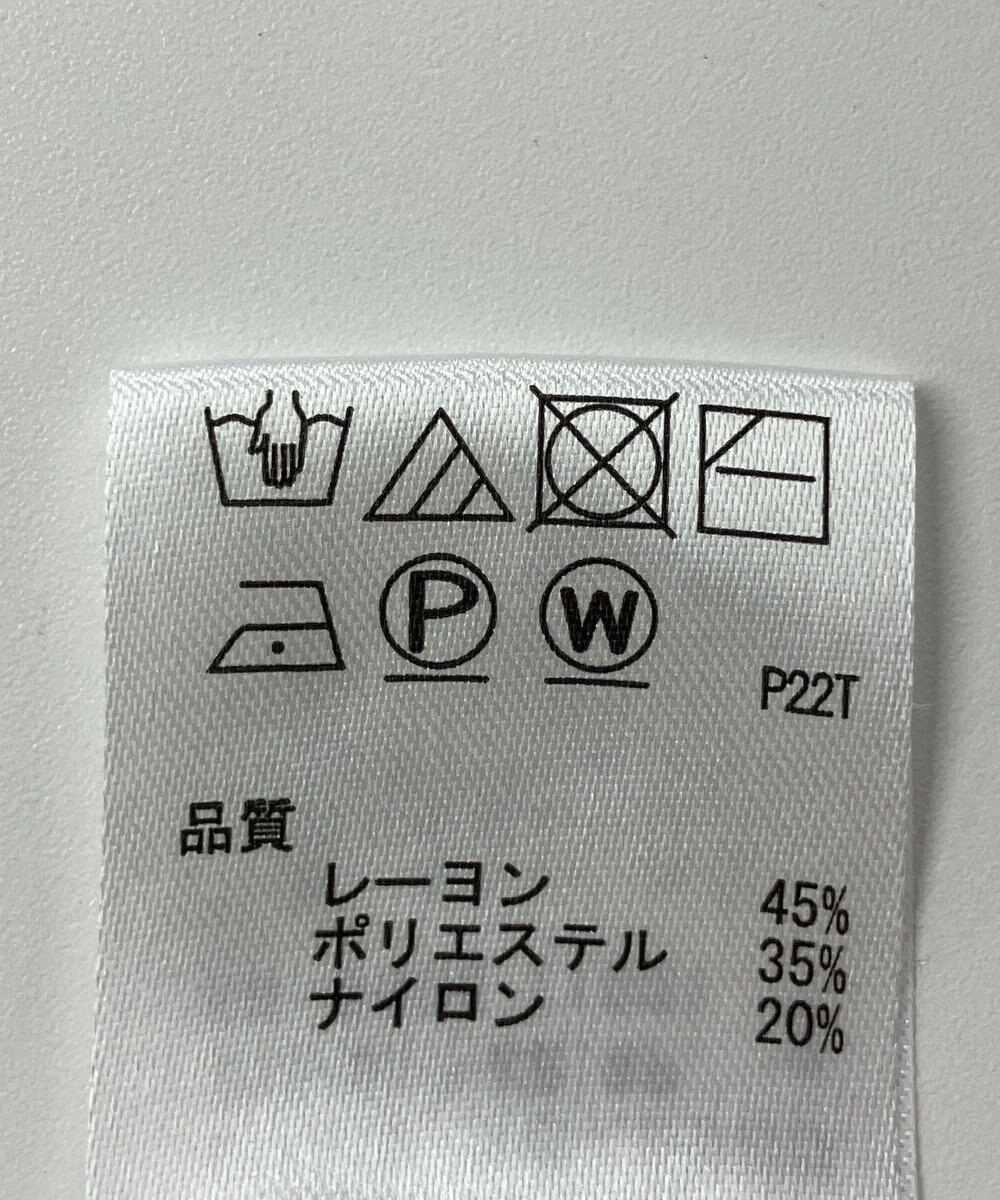 P W
P22T
品質
レーヨン 45%
ポリエステル 35%
ナイロン 20%